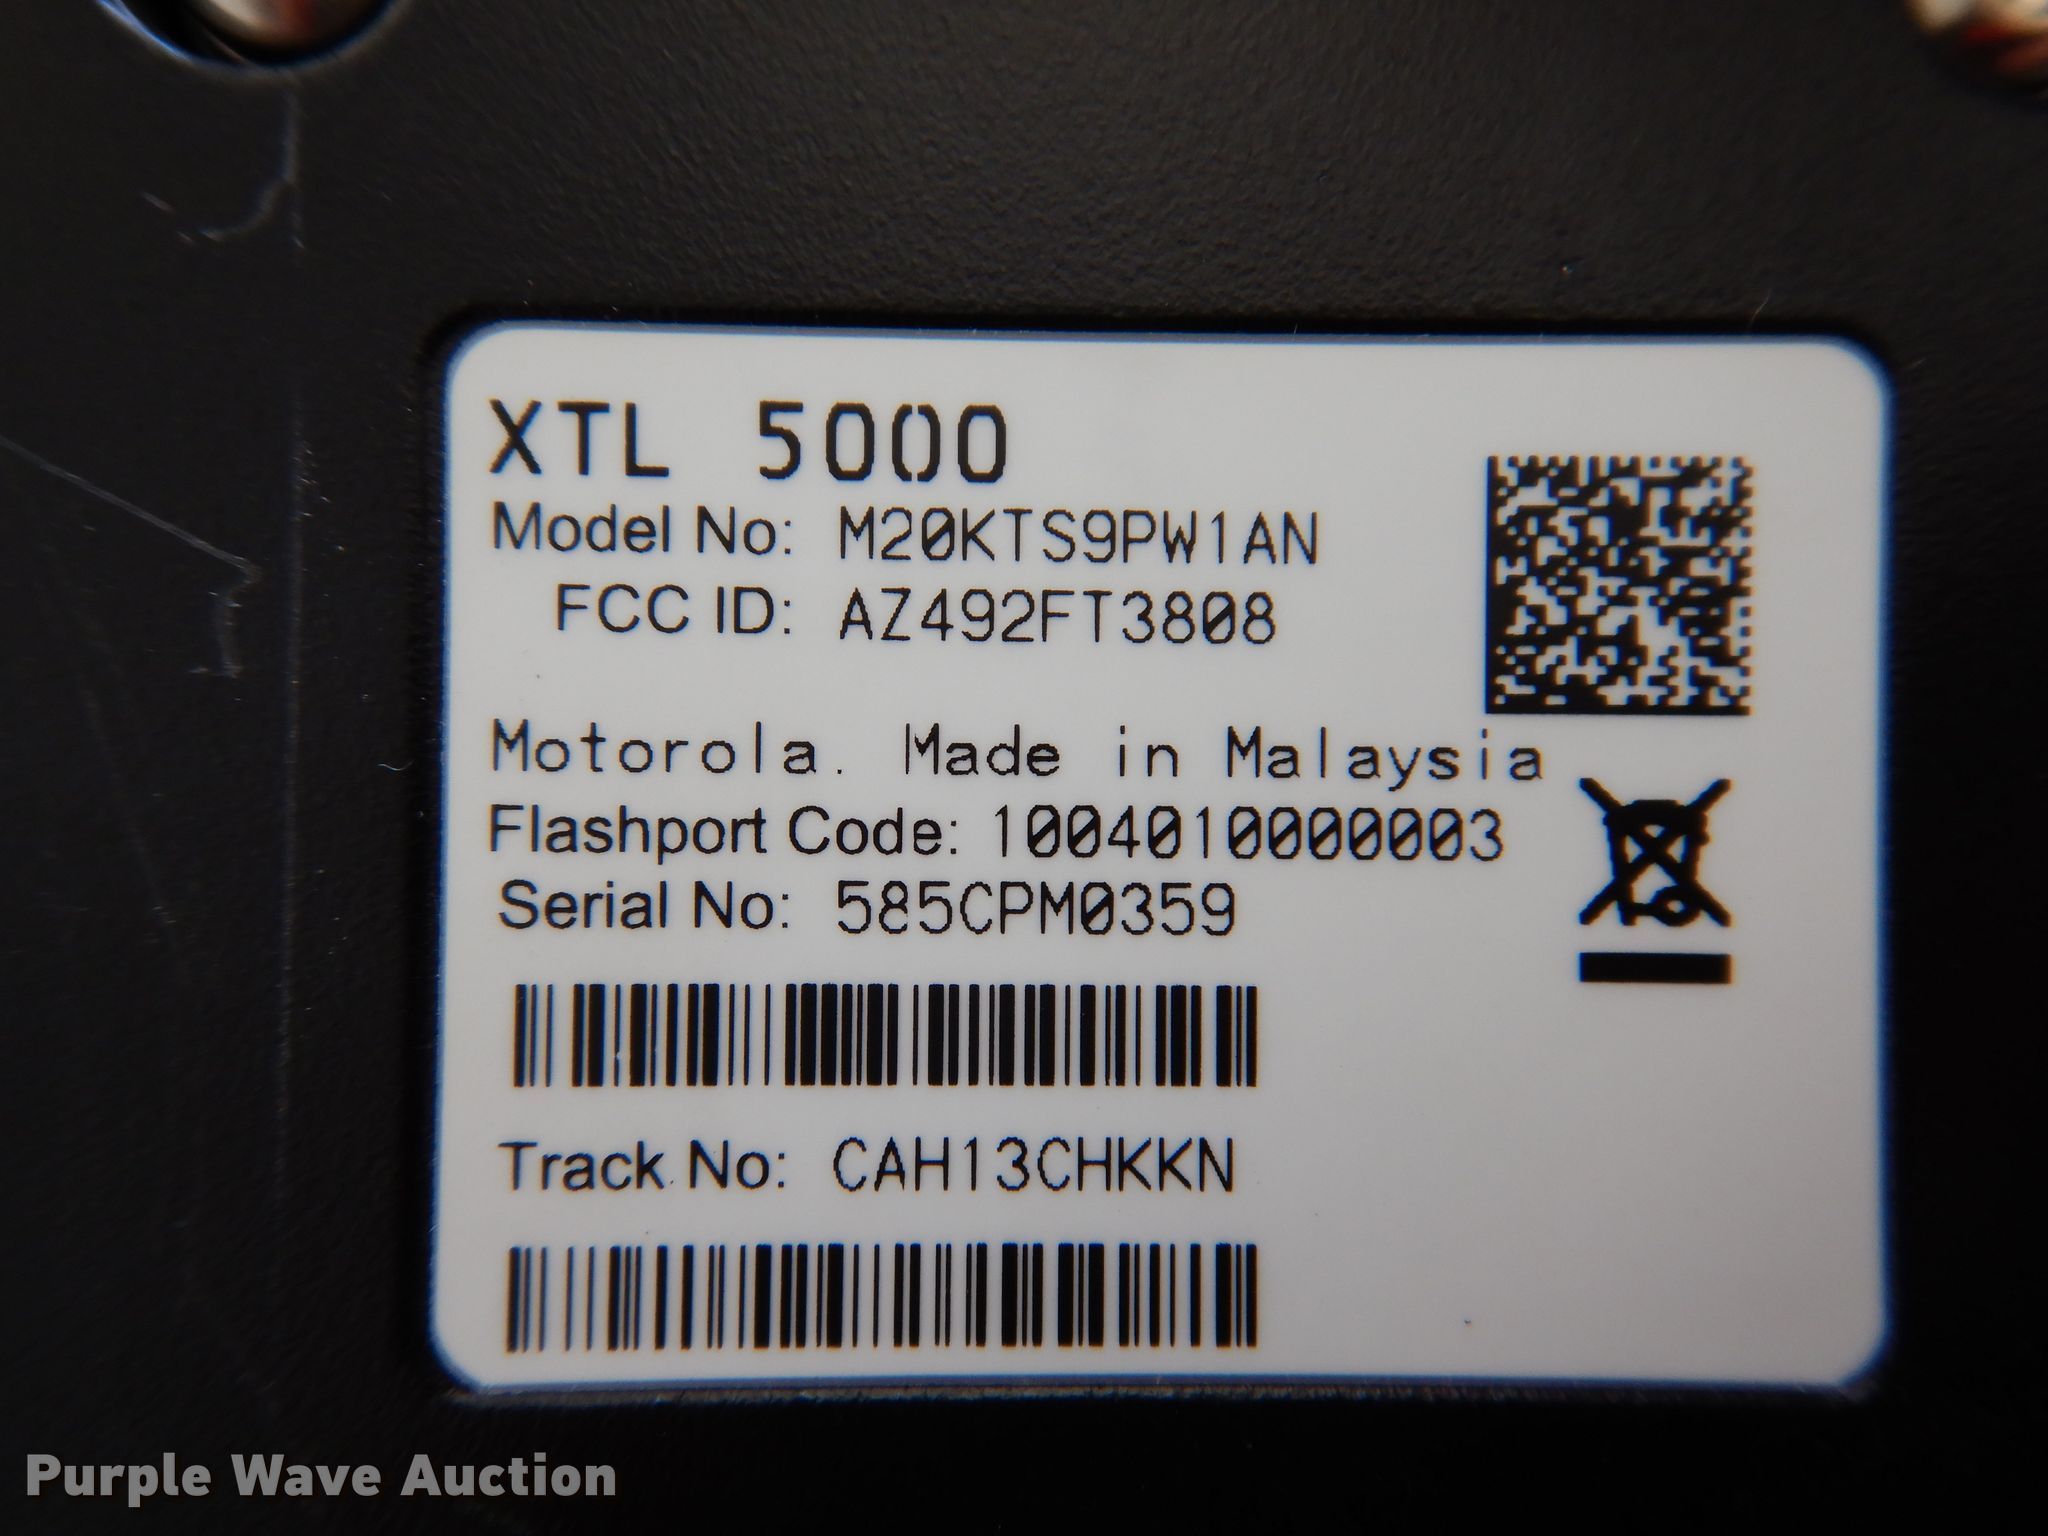 XTL 5000
Model No: M20KTS9PW1AN
FCC ID: AZ492FT3808
Motorola. Made in Malaysia
Flashport Code: 1004010000003
Serial No: 585CPM0359
Track No: CAH13CHKKN
Purple Wave Auction